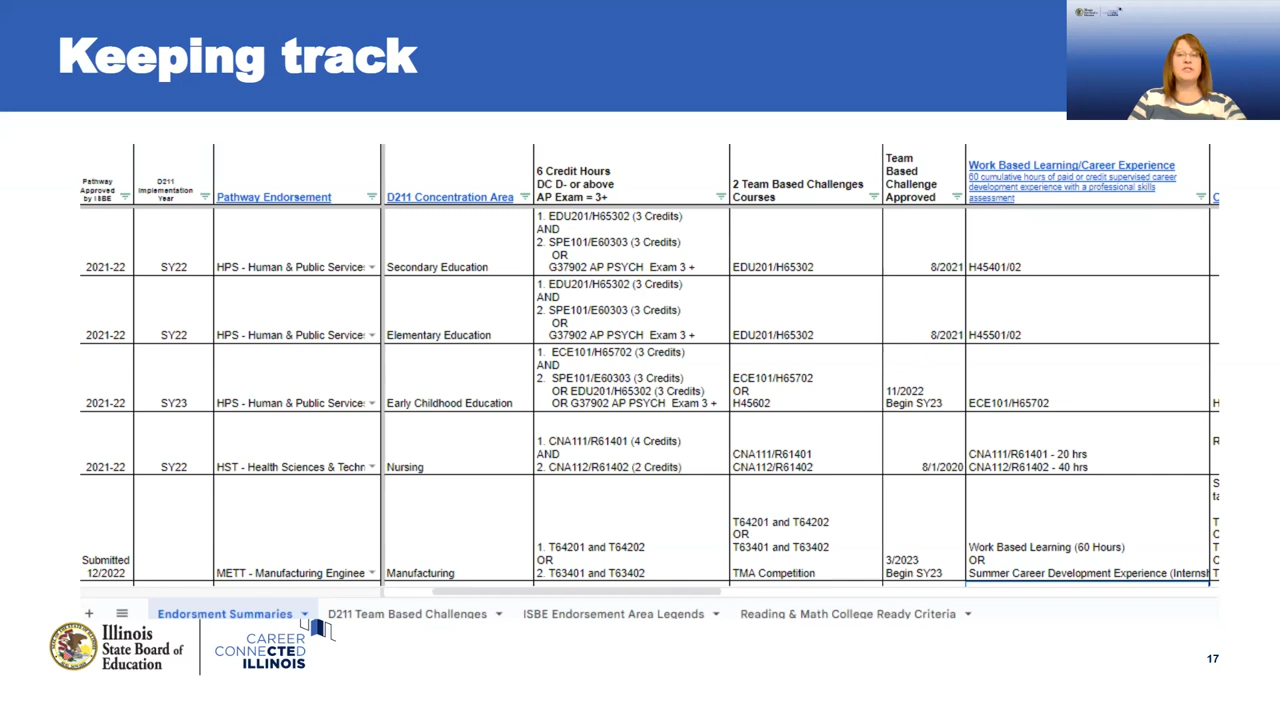 Keeping track
Pathway
Approved
by ISBE
D211
Implementation
Year
Pathway Endorsement
D211 Concentration Area
6 Credit Hours
DC D- or above
AP Exam = 3+
2 Team Based Challenges
Courses
Team
Based
Challenge
Approved
Work Based Learning/Career Experience
60 cumulative hours of paid or credit supervised career
development experience with a professional skills
assessment
C
2021-22
SY22
HPS - Human & Public Service
Secondary Education
1. EDU201/H65302 (3 Credits)
AND
2. SPE101/E60303 (3 Credits)
OR
G37902 AP PSYCH Exam 3 +
EDU201/H65302
8/2021
H45401/02
2021-22
SY22
HPS - Human & Public Service
Elementary Education
1. EDU201/H65302 (3 Credits)
AND
2. SPE101/E60303 (3 Credits)
OR
G37902 AP PSYCH Exam 3 +
EDU201/H65302
8/2021
H45501/02
2021-22
SY23
HPS - Human & Public Service
Early Childhood Education
1. ECE101/H65702 (3 Credits)
AND
2. SPE101/E60303 (3 Credits)
OR EDU201/H65302 (3 Credits)
OR G37902 AP PSYCH Exam 3 +
ECE101/H65702
OR
H45602
11/2022
Begin SY23
ECE101/H65702
H
2021-22
SY22
HST - Health Sciences & Techn
Nursing
1. CNA111/R61401 (4 Credits)
AND
2. CNA112/R61402 (2 Credits)
CNA111/R61401
CNA112/R61402
8/1/2020
CNA111/R61401 - 20 hrs
CNA112/R61402 - 40 hrs
R
Submitted
12/2022
METT - Manufacturing Enginee
Manufacturing
1. T64201 and T64202
OR
2. T63401 and T63402
T64201 and T64202
OR
T63401 and T63402
TMA Competition
3/2023
Begin SY23
Work Based Learning (60 Hours)
OR
Summer Career Development Experience (Interns
S
ta
T
O
T
O
T
Endorsment Summaries
D211 Team Based Challenges
ISBE Endorsement Area Legends
Reading & Math College Ready Criteria
Illinois
State Board of
Education
CAREER
CONNECTED
ILLINOIS
17